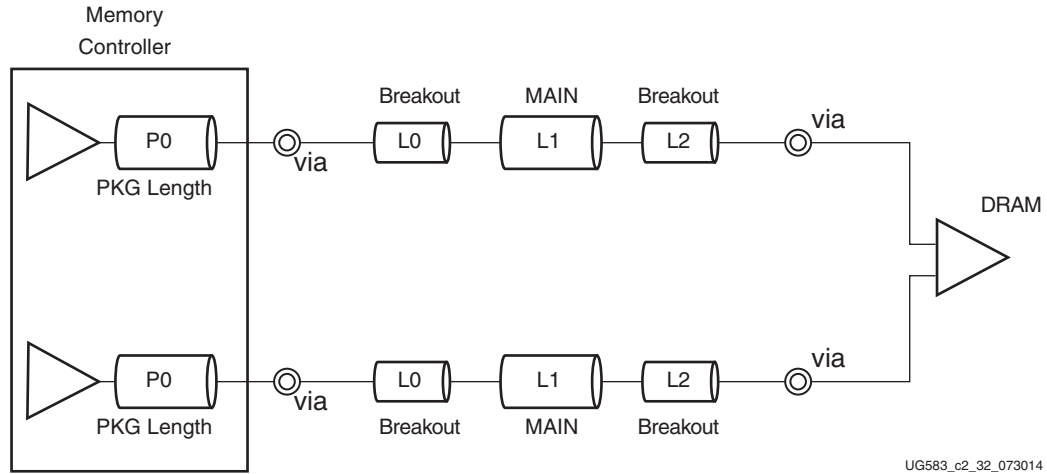 Memory
Controller
Breakout
MAIN
Breakout
via
P0
L0
L1
L2
via
PKG Length
DRAM
P0
L0
L1
L2
via
via
PKG Length
Breakout
MAIN
Breakout
UG583_c2_32_073014